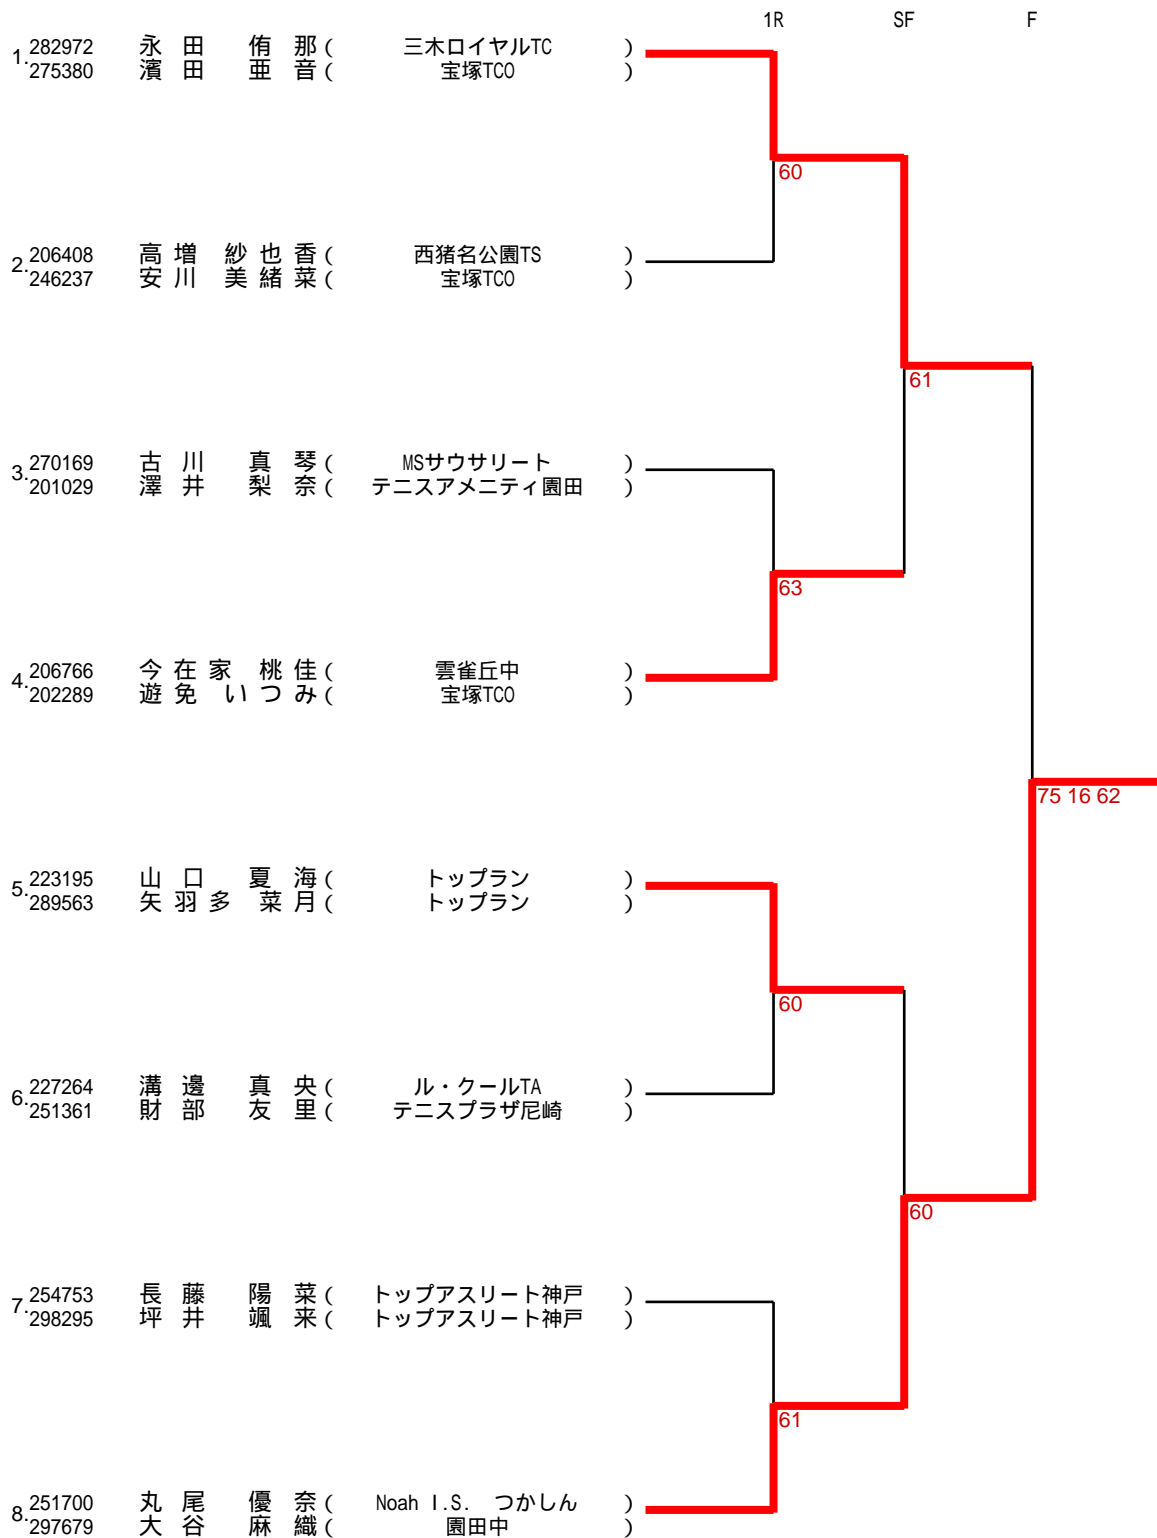 1R SF F
1. 282972 永田 侑那 ( 三木ロイヤルTC )
275380 濱田 亜音 ( 宝塚TCO )
60
2. 206408 高増 紗也香 ( 西猪名公園TS )
246237 安川 美緒菜 ( 宝塚TCO )
61
3. 270169 古川 真琴 ( MSサウサリート )
201029 澤井 梨奈 ( テニスアメニティ園田 )
63
4. 206766 今在家 桃佳 ( 雲雀丘中 )
202289 遊免 いつみ ( 宝塚TCO )
75 16 62
5. 223195 山口 夏海 ( トップラン )
289563 矢羽多 菜月 ( トップラン )
60
6. 227264 溝邊 真央 ( ル・クールTA )
251361 財部 友里 ( テニスプラザ尼崎 )
60
7. 254753 長藤 陽菜 ( トップアスリート神戸 )
298295 坪井 颯来 ( トップアスリート神戸 )
61
8. 251700 丸尾 優奈 ( Noah I.S. つかしん )
297679 大谷 麻織 ( 園田中 )